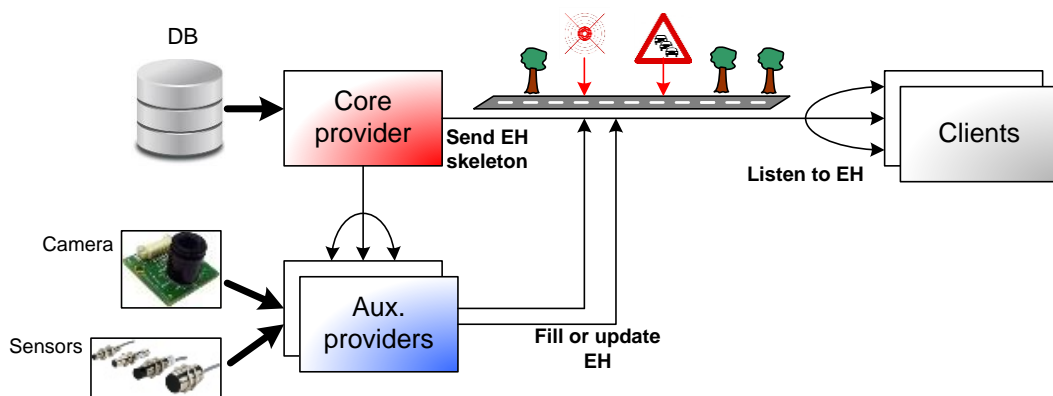 DB
Core
provider
Send EH
skeleton
Clients
Listen to EH
Camera
Sensors
Aux.
providers
Fill or update
EH